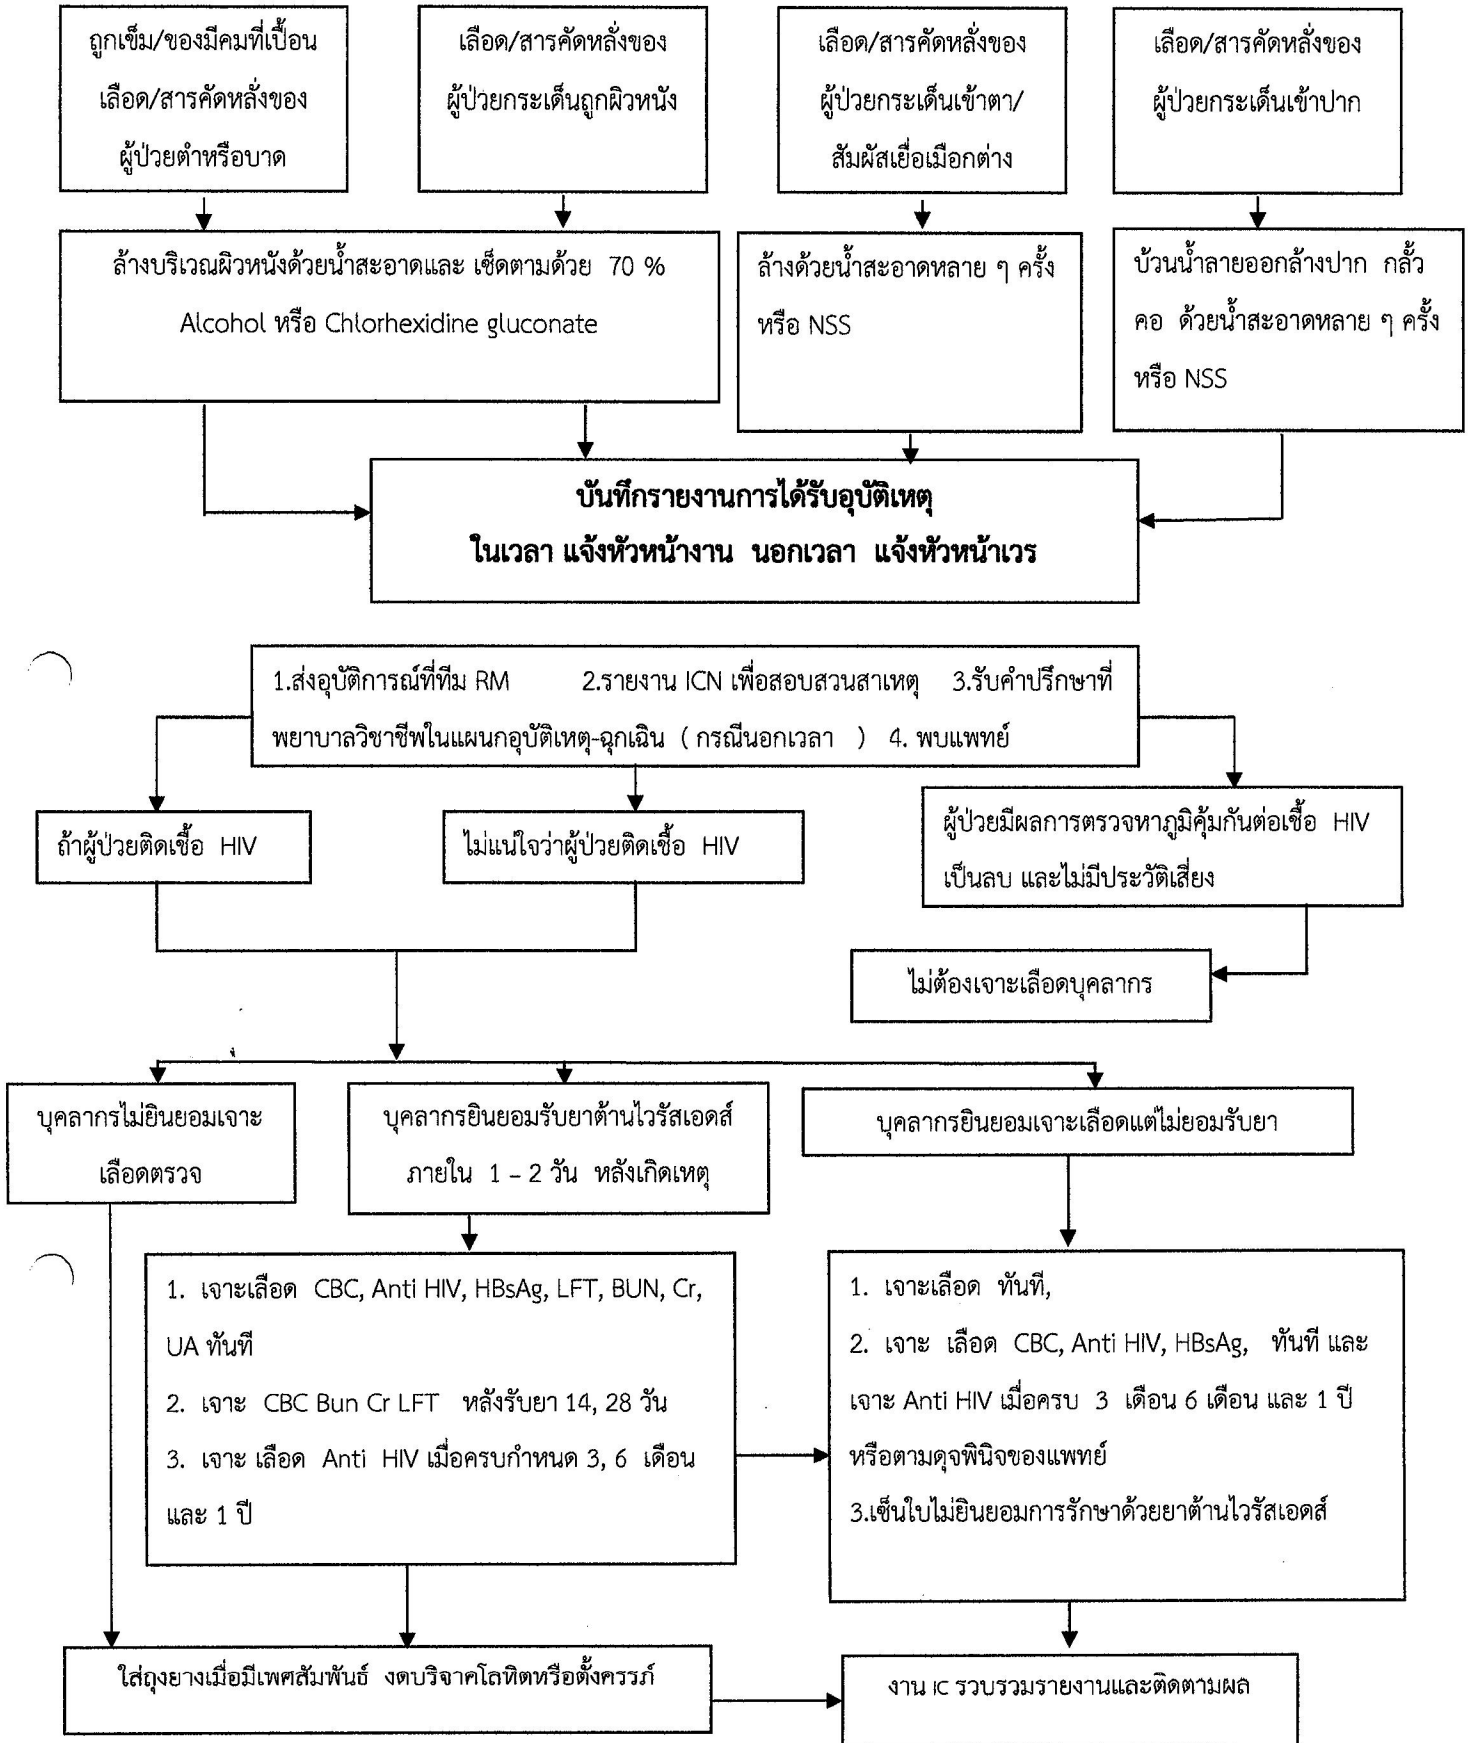 ถูกเข็ม/ของมีคมที่เปื้อน
เลือด/สารคัดหลั่งของ
ผู้ป่วยตำหรือบาด
เลือด/สารคัดหลั่งของ
ผู้ป่วยกระเด็นถูกผิวหนัง
เลือด/สารคัดหลั่งของ
ผู้ป่วยกระเด็นเข้าตา/
สัมผัสเยื่อเมือกต่าง
เลือด/สารคัดหลั่งของ
ผู้ป่วยกระเด็นเข้าปาก
ล้างบริเวณผิวหนังด้วยน้ำสะอาดและ เช็ดตามด้วย 70 %
Alcohol หรือ Chlorhexidine gluconate
ล้างด้วยน้ำสะอาดหลาย ๆ ครั้ง
หรือ NSS
บ้วนน้ำลายออกล้างปาก กลั้ว
คอ ด้วยน้ำสะอาดหลาย ๆ ครั้ง
หรือ NSS
บันทึกรายงานการได้รับอุบัติเหตุ
ในเวลา แจ้งหัวหน้างาน นอกเวลา แจ้งหัวหน้าเวร
1.ส่งอุบัติการณ์ที่ทีม RM 2.รายงาน ICN เพื่อสอบสวนสาเหตุ 3.รับคำปรึกษาที่
พยาบาลวิชาชีพในแผนกอุบัติเหตุ-ฉุกเฉิน ( กรณีนอกเวลา ) 4. พบแพทย์
ถ้าผู้ป่วยติดเชื้อ HIV
ไม่แน่ใจว่าผู้ป่วยติดเชื้อ HIV
ผู้ป่วยมีผลการตรวจหาภูมิคุ้มกันต่อเชื้อ HIV
เป็นลบ และไม่มีประวัติเสี่ยง
ไม่ต้องเจาะเลือดบุคลากร
บุคลากรไม่ยินยอมเจาะ
เลือดตรวจ
บุคลากรยินยอมรับยาต้านไวรัสเอดส์
ภายใน 1 – 2 วัน หลังเกิดเหตุ
บุคลากรยินยอมเจาะเลือดแต่ไม่ยอมรับยา
1. เจาะเลือด CBC, Anti HIV, HBsAg, LFT, BUN, Cr,
UA ทันที
2. เจาะ CBC Bun Cr LFT หลังรับยา 14, 28 วัน
3. เจาะ เลือด Anti HIV เมื่อครบกำหนด 3, 6 เดือน
และ 1 ปี
1. เจาะเลือด ทันที,
2. เจาะ เลือด CBC, Anti HIV, HBsAg, ทันที และ
เจาะ Anti HIV เมื่อครบ 3 เดือน 6 เดือน และ 1 ปี
หรือตามดุจพินิจของแพทย์
3.เซ็นใบไม่ยินยอมการรักษาด้วยยาต้านไวรัสเอดส์
ใส่ถุงยางเมื่อมีเพศสัมพันธ์ งดบริจาคโลหิตหรือตั้งครรภ์
งาน IC รวบรวมรายงานและติดตามผล